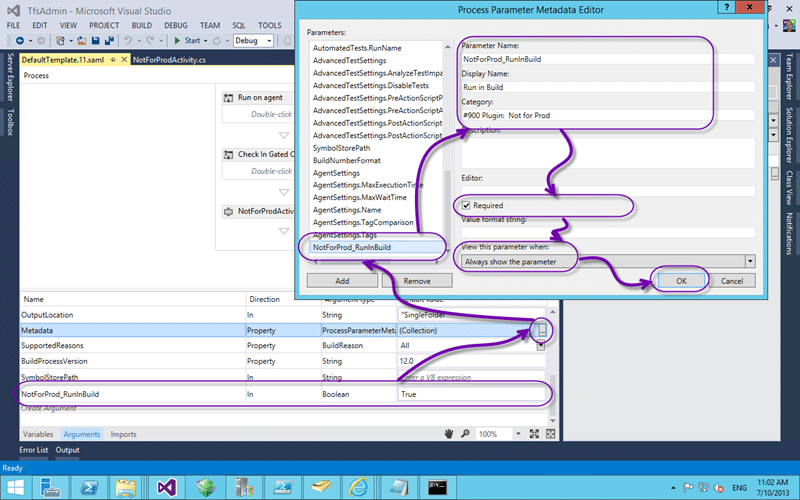 TfsAdmin - Microsoft Visual Studio
FILE EDIT VIEW PROJECT BUILD DEBUG TEAM SQL TOOLS
Start Debug
DefaultTemplate.11.xaml NotForProdActivity.cs
Process
Server Explorer
Toolbox
Run on agent
Double-click
Check In Gated C
Double-click
NotForProdActiv
Process Parameter Metadata Editor
Parameters:
AutomatedTests.RunName
AdvancedTestSettings
AdvancedTestSettings.AnalyzeTestImpa
AdvancedTestSettings.DisableTests
AdvancedTestSettings.PreActionScriptP
AdvancedTestSettings.PreActionScript
AdvancedTestSettings.PostActionScript
AdvancedTestSettings.PostActionScript
SymbolStorePath
BuildNumberFormat
AgentSettings
AgentSettings.MaxExecutionTime
AgentSettings.MaxWaitTime
AgentSettings.Name
AgentSettings.TagComparison
AgentSettings.Tags
NotForProd_RunInBuild
Add Remove
Parameter Name:
NotForProd_RunInBuild
Display Name:
Run in Build
Category:
#900 Plugin: Not for Prod
Description:
Editor:
Required
Value format string:
View this parameter when:
Always show the parameter
OK Cancel
Team Explorer
Solution Explorer
Class View
Notifications
Name Direction Argument type Default value
OutputLocation In String "SingleFolder"
Metadata Property ProcessParameterMeta (Collection) ...
SupportedReasons Property BuildReason All
BuildProcessVersion Property String 12.0
SymbolStorePath In String Enter a VB expression
NotForProd_RunInBuild In Boolean True
Create Argument
Variables Arguments Imports 100%
Error List Output
Ready
ENG
11:02 AM
7/10/2013